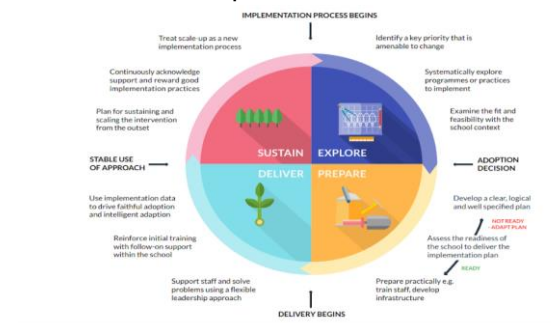 IMPLEMENTATION PROCESS BEGINS
Treat scale-up as a new
implementation process
Identify a key priority that is
amenable to change
Continuously acknowledge
support and reward good
implementation practices
Systematically explore
programmes or practices
to implement
Plan for sustaining and
scaling the intervention
from the outset
Examine the fit and
feasibility with the
school context
SUSTAIN
EXPLORE
STABLE USE
OF APPROACH
ADOPTION
DECISION
DELIVER
PREPARE
Use implementation data
to drive faithful adoption
and intelligent adaption
Develop a clear, logical
and well specified plan
NOT READY
- ADAPT PLAN
Reinforce initial training
with follow-on support
within the school
Assess the readiness of
the school to deliver the
implementation plan
READY
Support staff and solve
problems using a flexible
leadership approach
Prepare practically e.g.
train staff, develop
infrastructure
DELIVERY BEGINS